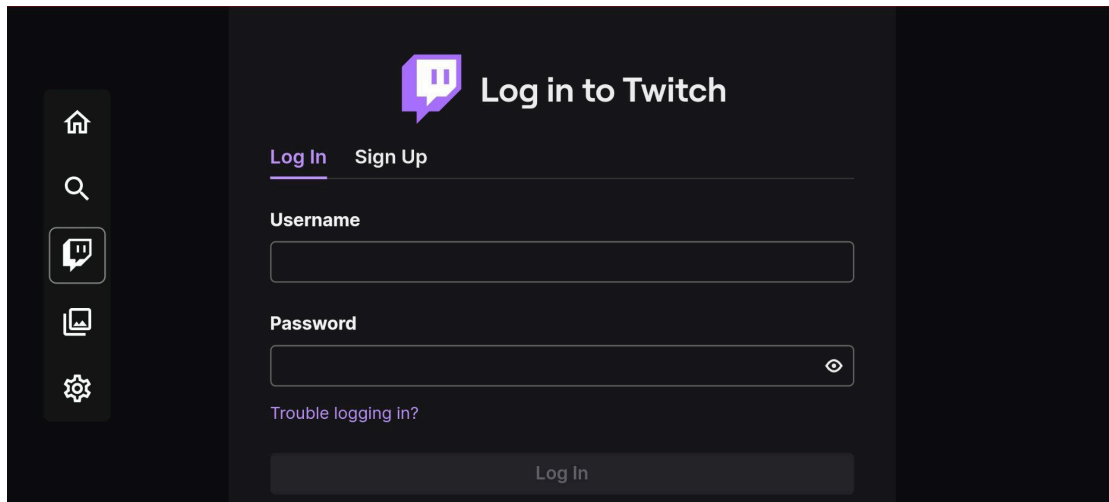 Log in to Twitch
Log In
Sign Up
Username
Password
Trouble logging in?
Log In